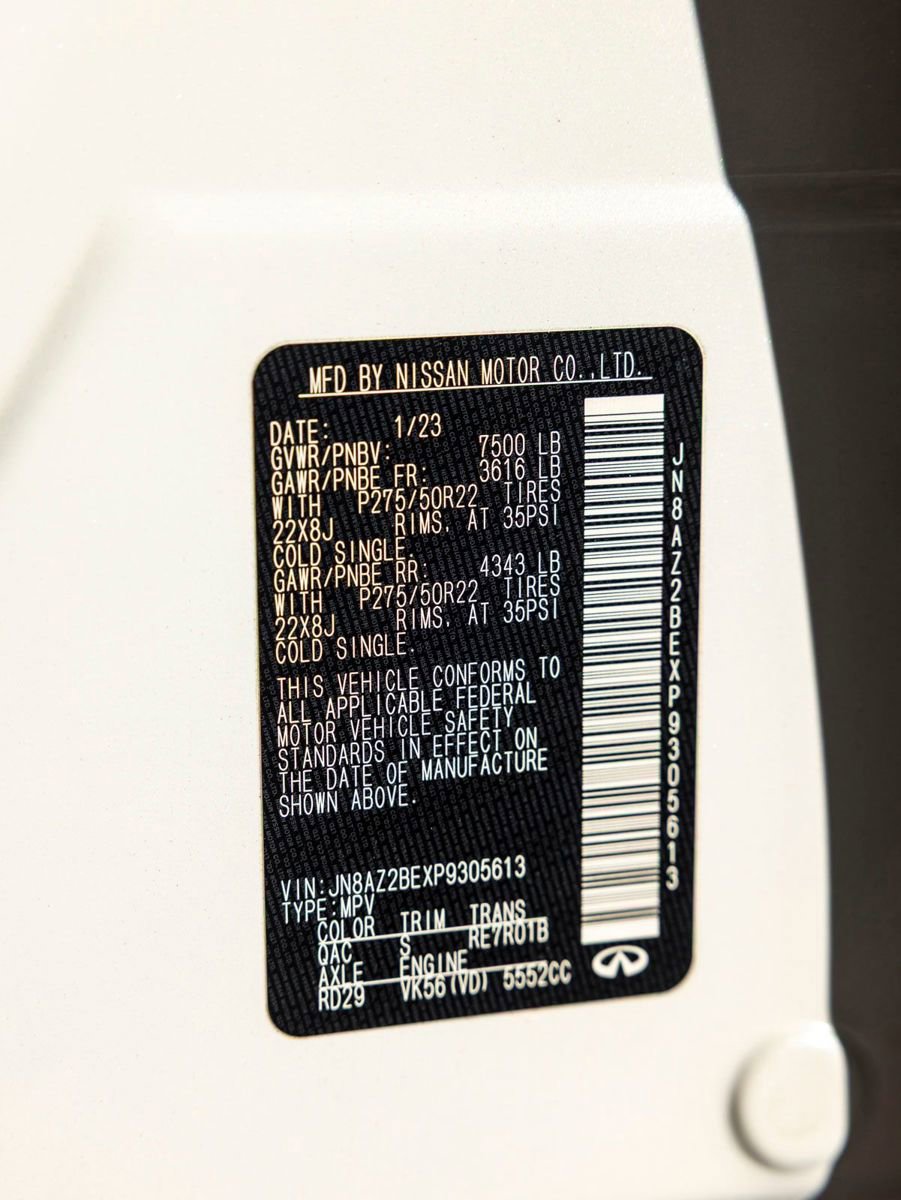 MFD BY NISSAN MOTOR CO.,LTD.
DATE: 1/23
GVWR/PNBV: 7500 LB
GAWR/PNBE FR: 3616 LB
WITH P275/50R22 TIRES
22X8J RIMS. AT 35PSI
COLD SINGLE.
GAWR/PNBE RR: 4343 LB
WITH P275/50R22 TIRES
22X8J RIMS. AT 35PSI
COLD SINGLE.
THIS VEHICLE CONFORMS TO
ALL APPLICABLE FEDERAL
MOTOR VEHICLE SAFETY
STANDARDS IN EFFECT ON
THE DATE OF MANUFACTURE
SHOWN ABOVE.
VIN:JN8AZ2BEXP9305613
TYPE:MPV
COLOR TRIM TRANS
QAC S RE7R01B
AXLE ENGINE
RD29 VK56(VD) 5552CC
JN8AZ2BEXP9305613